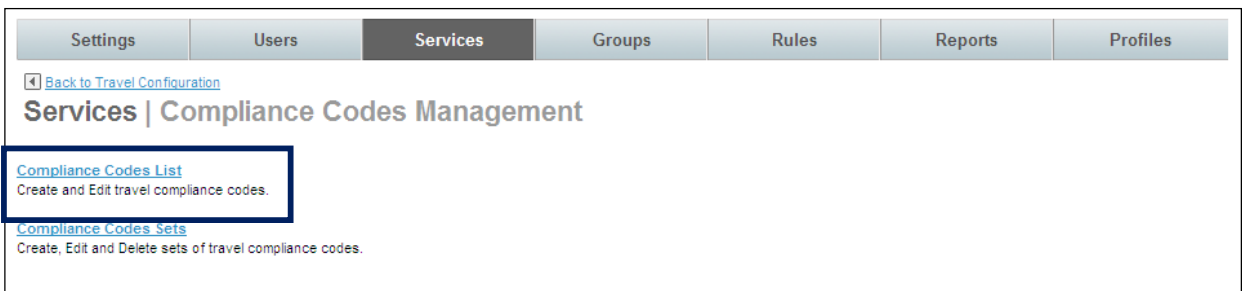 Settings Users Services Groups Rules Reports Profiles
Back to Travel Configuration
Services | Compliance Codes Management
Compliance Codes List
Create and Edit travel compliance codes.
Compliance Codes Sets
Create, Edit and Delete sets of travel compliance codes.